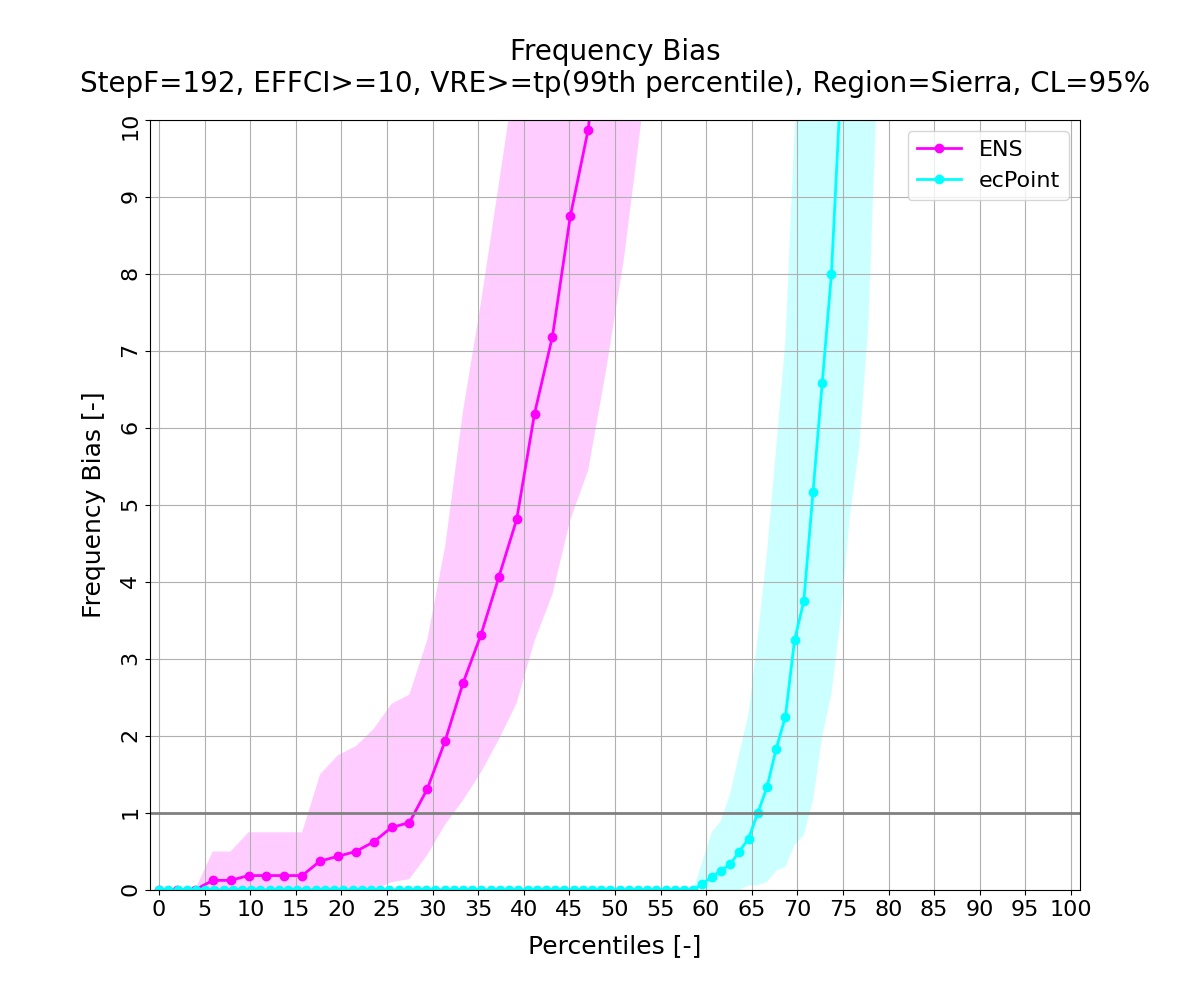 Frequency Bias
StepF=192, EFFCI>=10, VRE>=tp(99th percentile), Region=Sierra, CL=95%
ENS
ecPoint
Frequency Bias [-]
10
9
8
7
6
5
4
3
2
1
0
0 5 10 15 20 25 30 35 40 45 50 55 60 65 70 75 80 85 90 95 100
Percentiles [-]